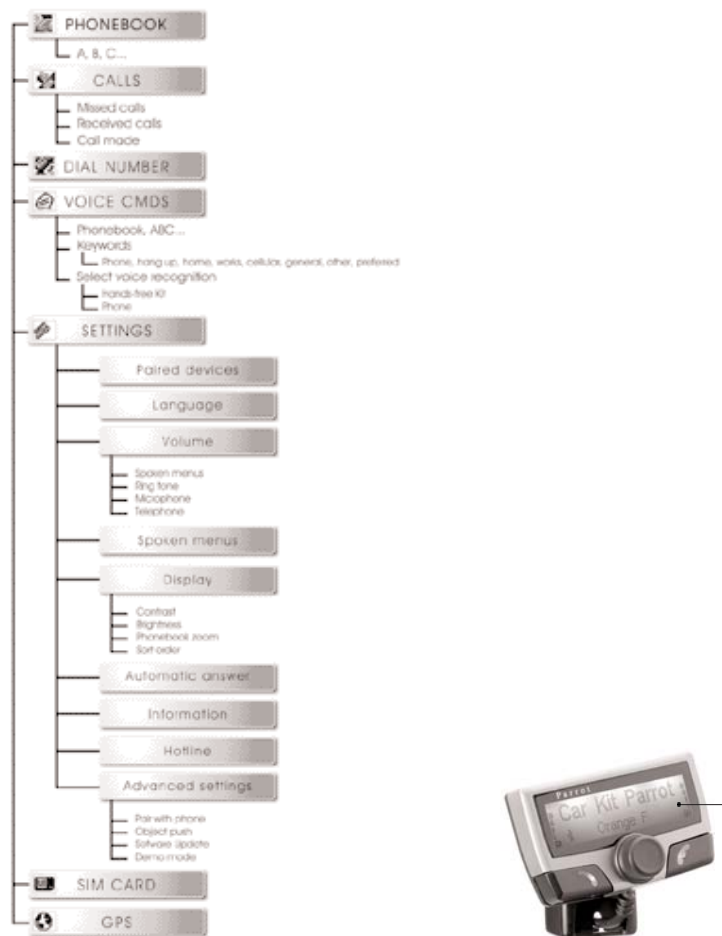 PHONEBOOK
A, B, C...
CALLS
Missed calls
Received calls
Call made
DIAL NUMBER
VOICE CMDS
Phonebook, ABC...
Keywords
Phone, hang up, home, works, cellular, general, other, preferred
Select voice recognition
Hands-free Kit
Phone
SETTINGS
Paired devices
Language
Volume
Spoken menus
Ring tone
Microphone
Telephone
Spoken menus
Display
Contrast
Brightness
Phonebook zoom
Sort order
Automatic answer
Information
Hotline
Advanced settings
Pair with phone
Object push
Sofware Update
Demo mode
SIM CARD
GPS
Parrot
Car Kit Parrot
Orange F